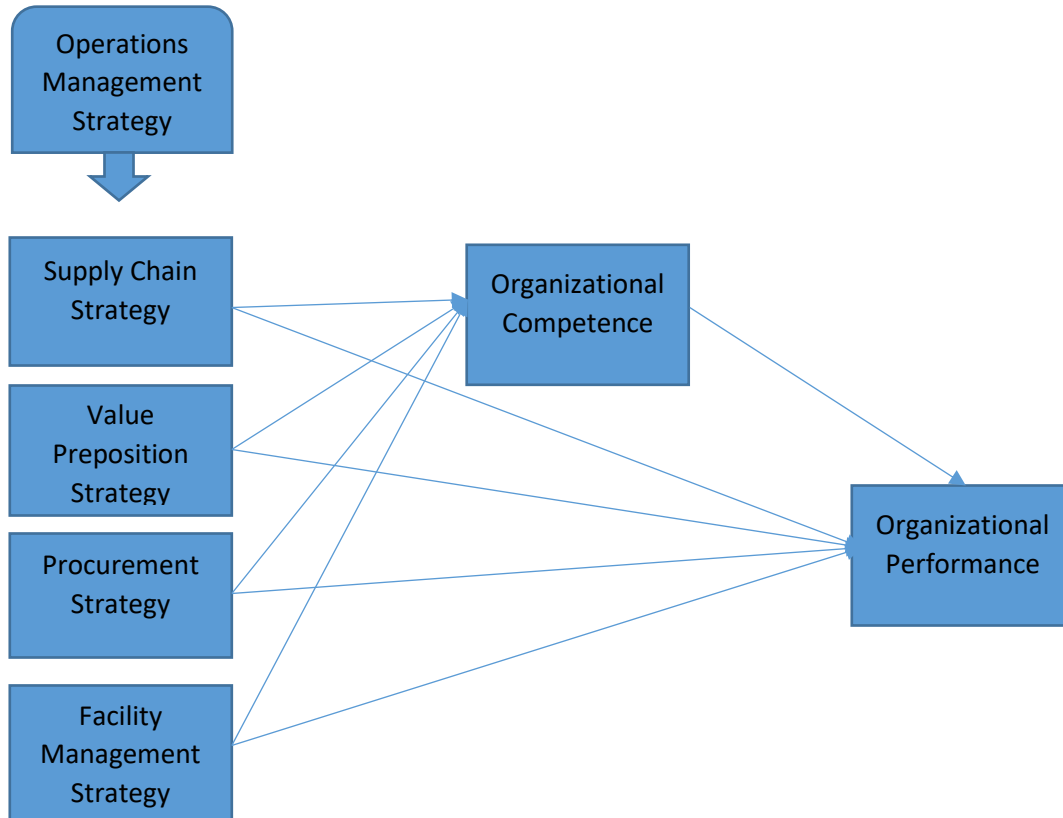 Operations
Management
Strategy
Supply Chain
Strategy
Organizational
Competence
Value
Preposition
Strategy
Organizational
Performance
Procurement
Strategy
Facility
Management
Strategy